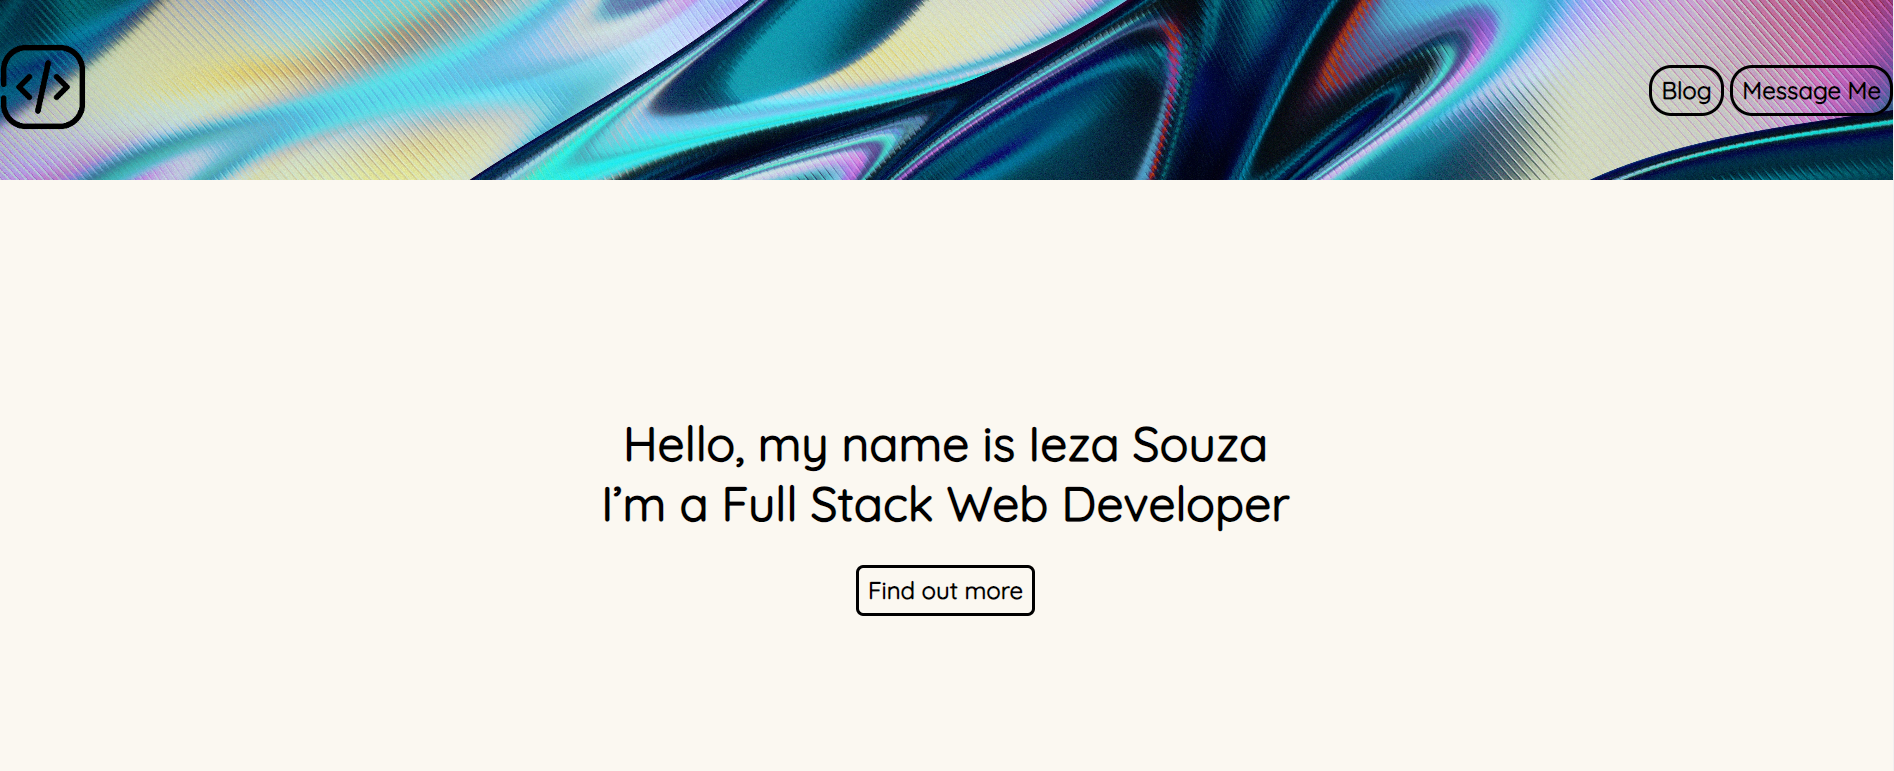 </>
Blog Message Me
Hello, my name is Ieza Souza
I’m a Full Stack Web Developer
Find out more